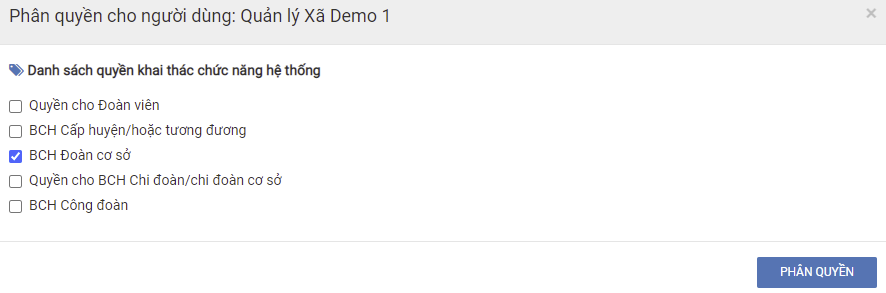 Phân quyền cho người dùng: Quản lý Xã Demo 1
×
Danh sách quyền khai thác chức năng hệ thống
Quyền cho Đoàn viên
BCH Cấp huyện/hoặc tương đương
BCH Đoàn cơ sở
Quyền cho BCH Chi đoàn/chi đoàn cơ sở
BCH Công đoàn
PHÂN QUYỀN